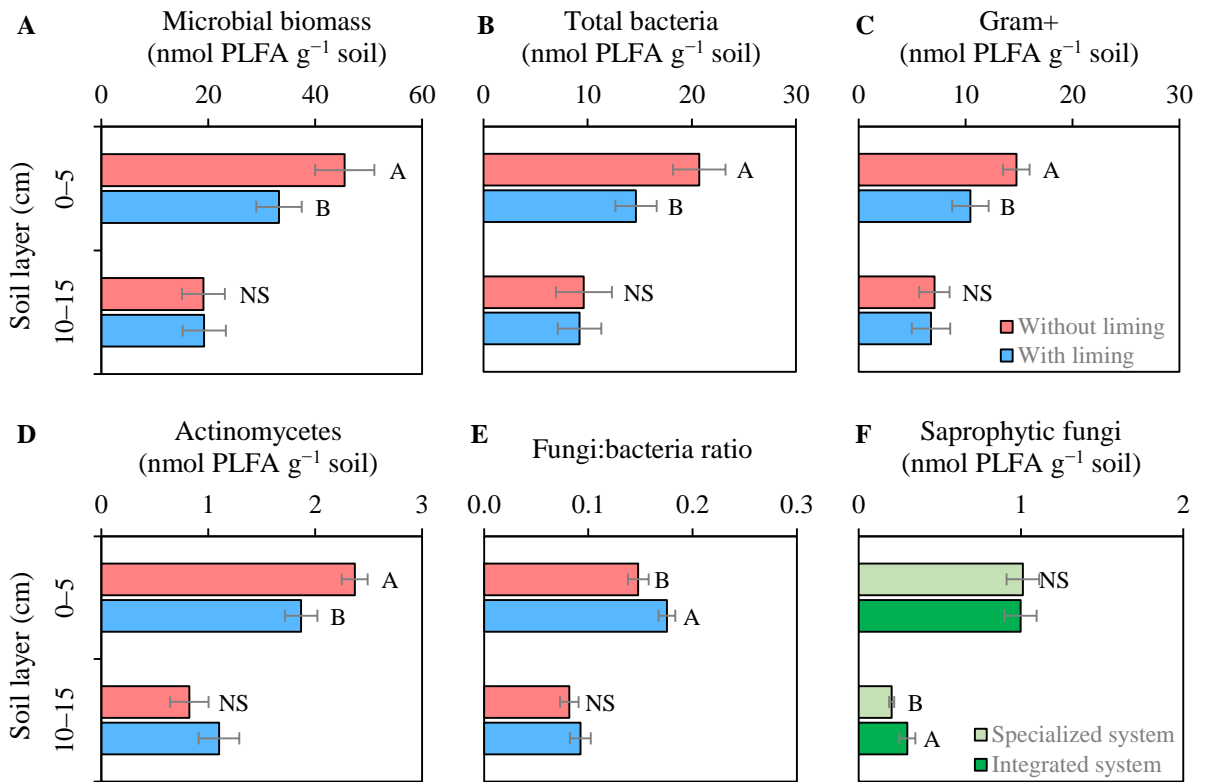 A
Microbial biomass
(nmol PLFA g⁻¹ soil)
0 20 40 60
Soil layer (cm)
0–5
10–15
A
B
NS
B
Total bacteria
(nmol PLFA g⁻¹ soil)
0 10 20 30
A
B
NS
C
Gram+
(nmol PLFA g⁻¹ soil)
0 10 20 30
A
B
NS
Without liming
With liming
D
Actinomycetes
(nmol PLFA g⁻¹ soil)
0 1 2 3
Soil layer (cm)
0–5
10–15
A
B
NS
E
Fungi:bacteria ratio
0.0 0.1 0.2 0.3
B
A
NS
F
Saprophytic fungi
(nmol PLFA g⁻¹ soil)
0 1 2
NS
B
A
Specialized system
Integrated system